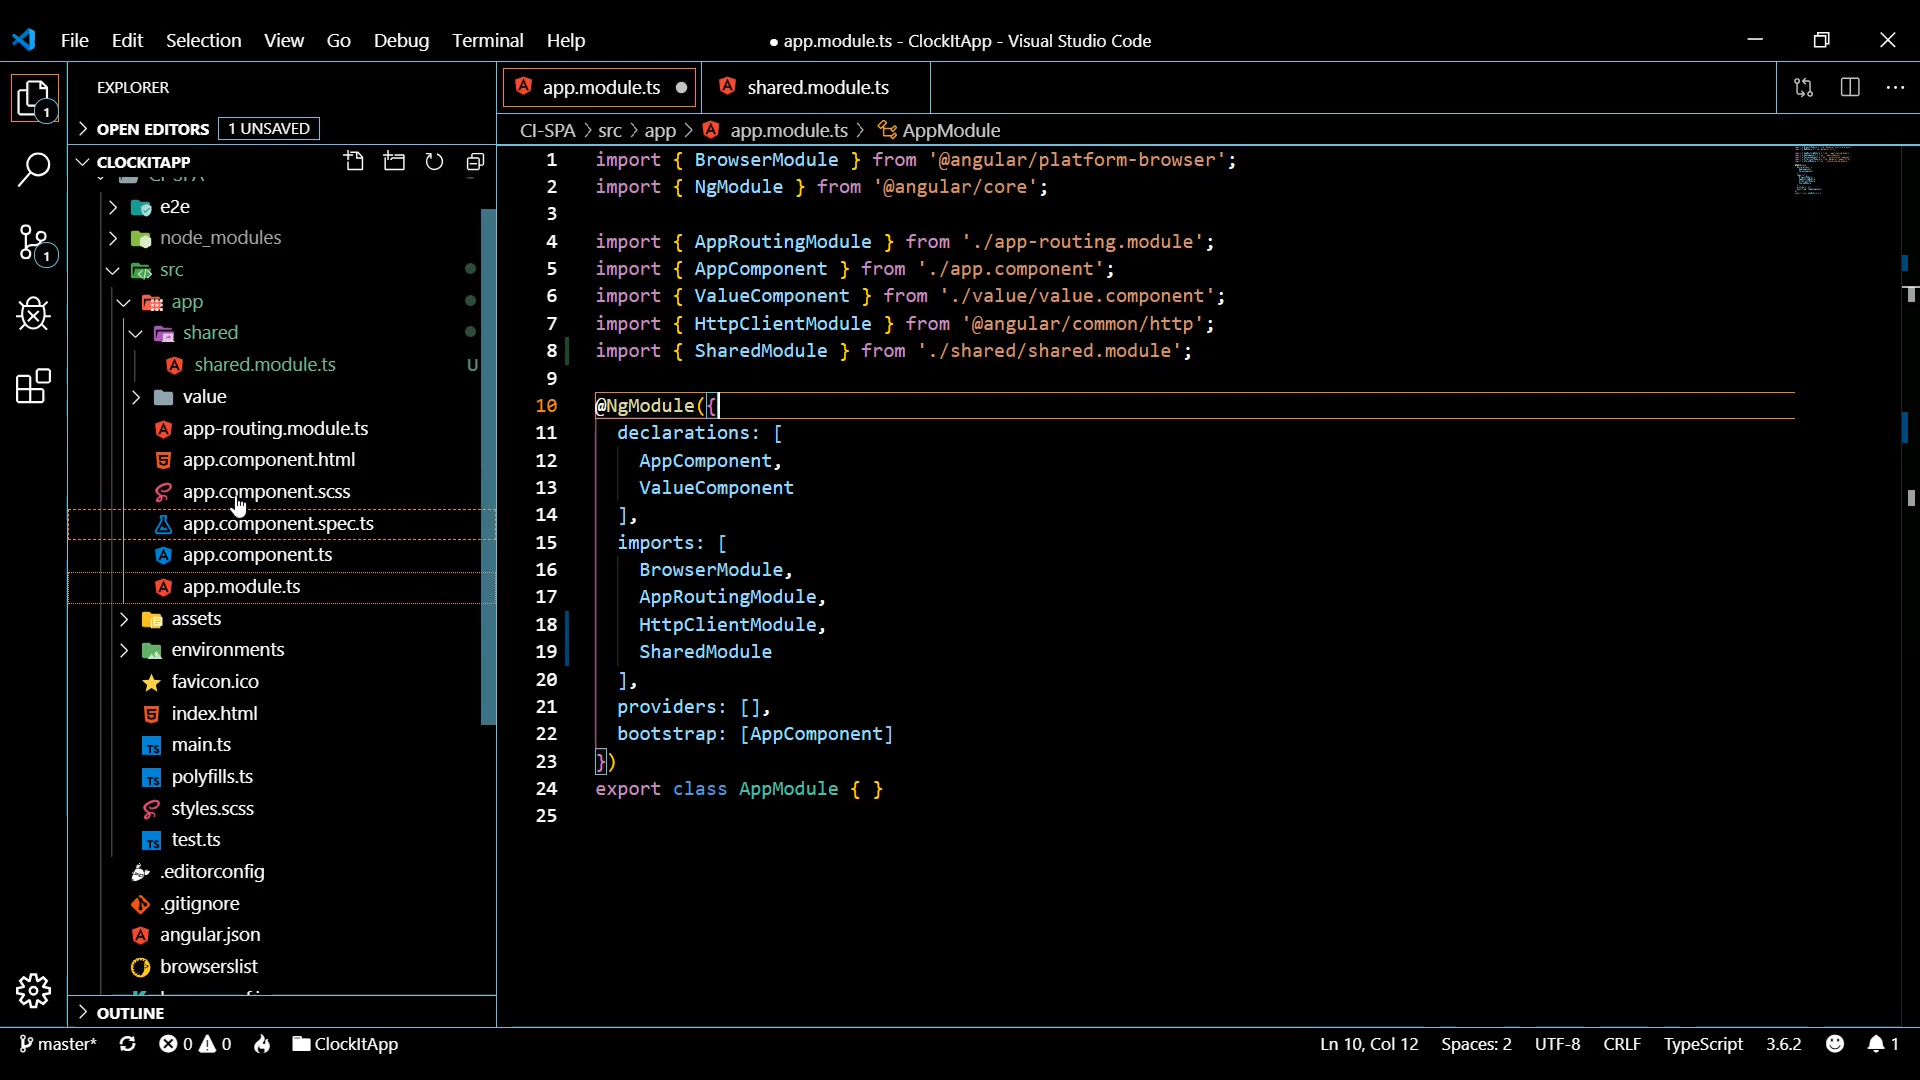 File Edit Selection View Go Debug Terminal Help
● app.module.ts - ClockItApp - Visual Studio Code
EXPLORER
1
OPEN EDITORS 1 UNSAVED
CLOCKITAPP
CI-SPA
e2e
node_modules
src
app
shared
shared.module.ts U
value
app-routing.module.ts
app.component.html
app.component.scss
app.component.spec.ts
app.component.ts
app.module.ts
assets
environments
favicon.ico
index.html
TS main.ts
TS polyfills.ts
styles.scss
TS test.ts
.editorconfig
.gitignore
angular.json
browserslist
OUTLINE
1
app.module.ts ● shared.module.ts
CI-SPA > src > app > app.module.ts > AppModule
1 import { BrowserModule } from '@angular/platform-browser';
2 import { NgModule } from '@angular/core';
3
4 import { AppRoutingModule } from './app-routing.module';
5 import { AppComponent } from './app.component';
6 import { ValueComponent } from './value/value.component';
7 import { HttpClientModule } from '@angular/common/http';
8 import { SharedModule } from './shared/shared.module';
9
10 @NgModule({
11 declarations: [
12 AppComponent,
13 ValueComponent
14 ],
15 imports: [
16 BrowserModule,
17 AppRoutingModule,
18 HttpClientModule,
19 SharedModule
20 ],
21 providers: [],
22 bootstrap: [AppComponent]
23 })
24 export class AppModule { }
25
master* 0 0 ClockItApp Ln 10, Col 12 Spaces: 2 UTF-8 CRLF TypeScript 3.6.2 1